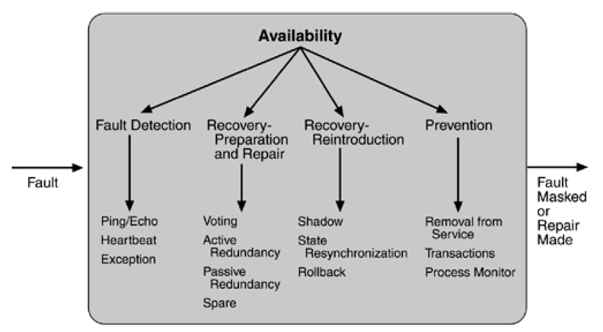 Availability
Fault Detection
Recovery-
Preparation
and Repair
Recovery-
Reintroduction
Prevention
Fault
Fault
Masked
or
Repair
Made
Ping/Echo
Heartbeat
Exception
Voting
Active
Redundancy
Passive
Redundancy
Spare
Shadow
State
Resynchronization
Rollback
Removal from
Service
Transactions
Process Monitor